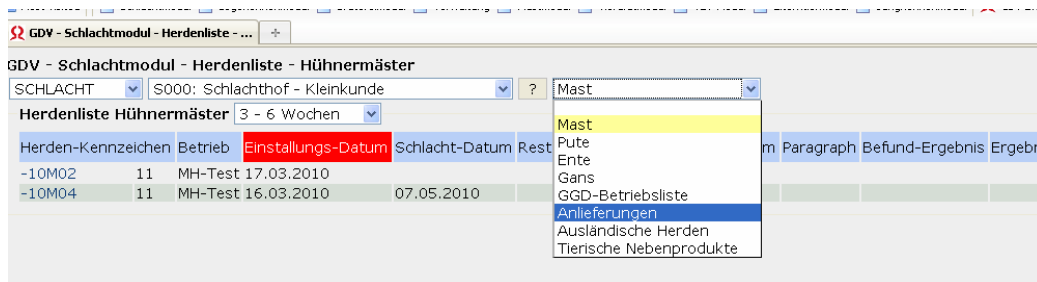 GDV - Schlachtmodul - Herdenliste - ...
GDV - Schlachtmodul - Herdenliste - Hühnermäster
SCHLACHT S000: Schlachthof - Kleinkunde ? Mast
Herdenliste Hühnermäster 3 - 6 Wochen
Herden-Kennzeichen Betrieb Einstallungs-Datum Schlacht-Datum Rest m Paragraph Befund-Ergebnis Ergebn
-10M02 11 MH-Test 17.03.2010
-10M04 11 MH-Test 16.03.2010 07.05.2010
Mast
Pute
Ente
Gans
GGD-Betriebsliste
Anlieferungen
Ausländische Herden
Tierische Nebenprodukte